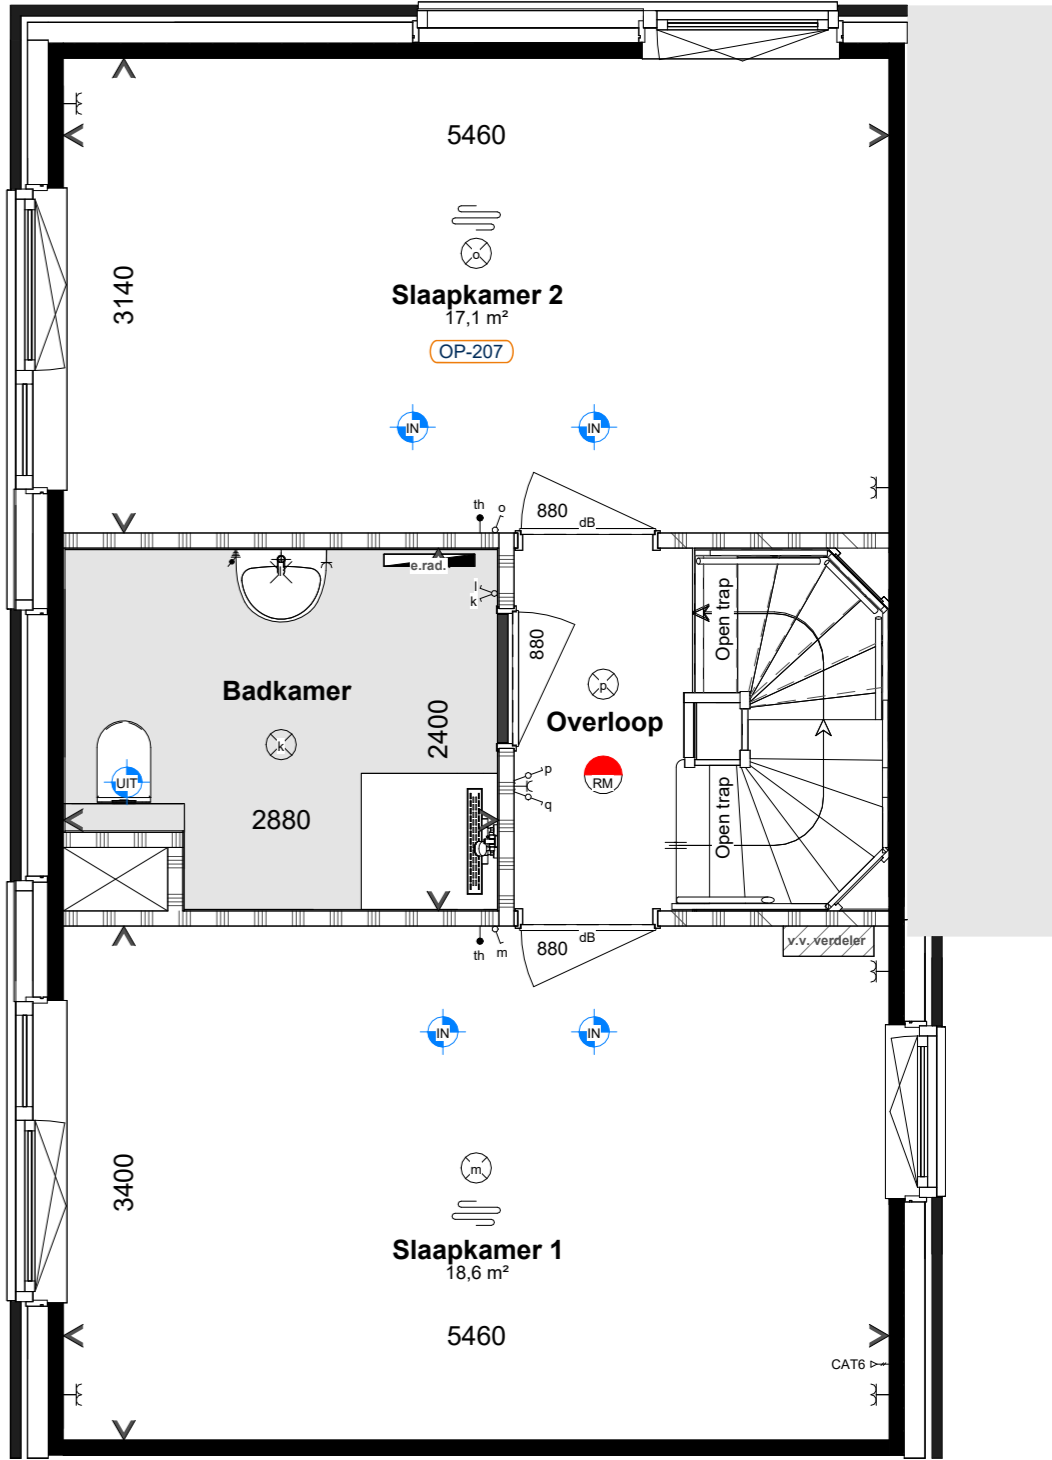 5460
3140
o
Slaapkamer 2
17,1 m²
OP-207
IN
IN
th
o
880
dB
e.rad.
l
k
880
Open trap
Badkamer
p
Overloop
2400
k
UIT
p
RM
q
Open trap
2880
th
m
880
dB
v.v. verdeler
IN
IN
3400
m
Slaapkamer 1
18,6 m²
5460
CAT6